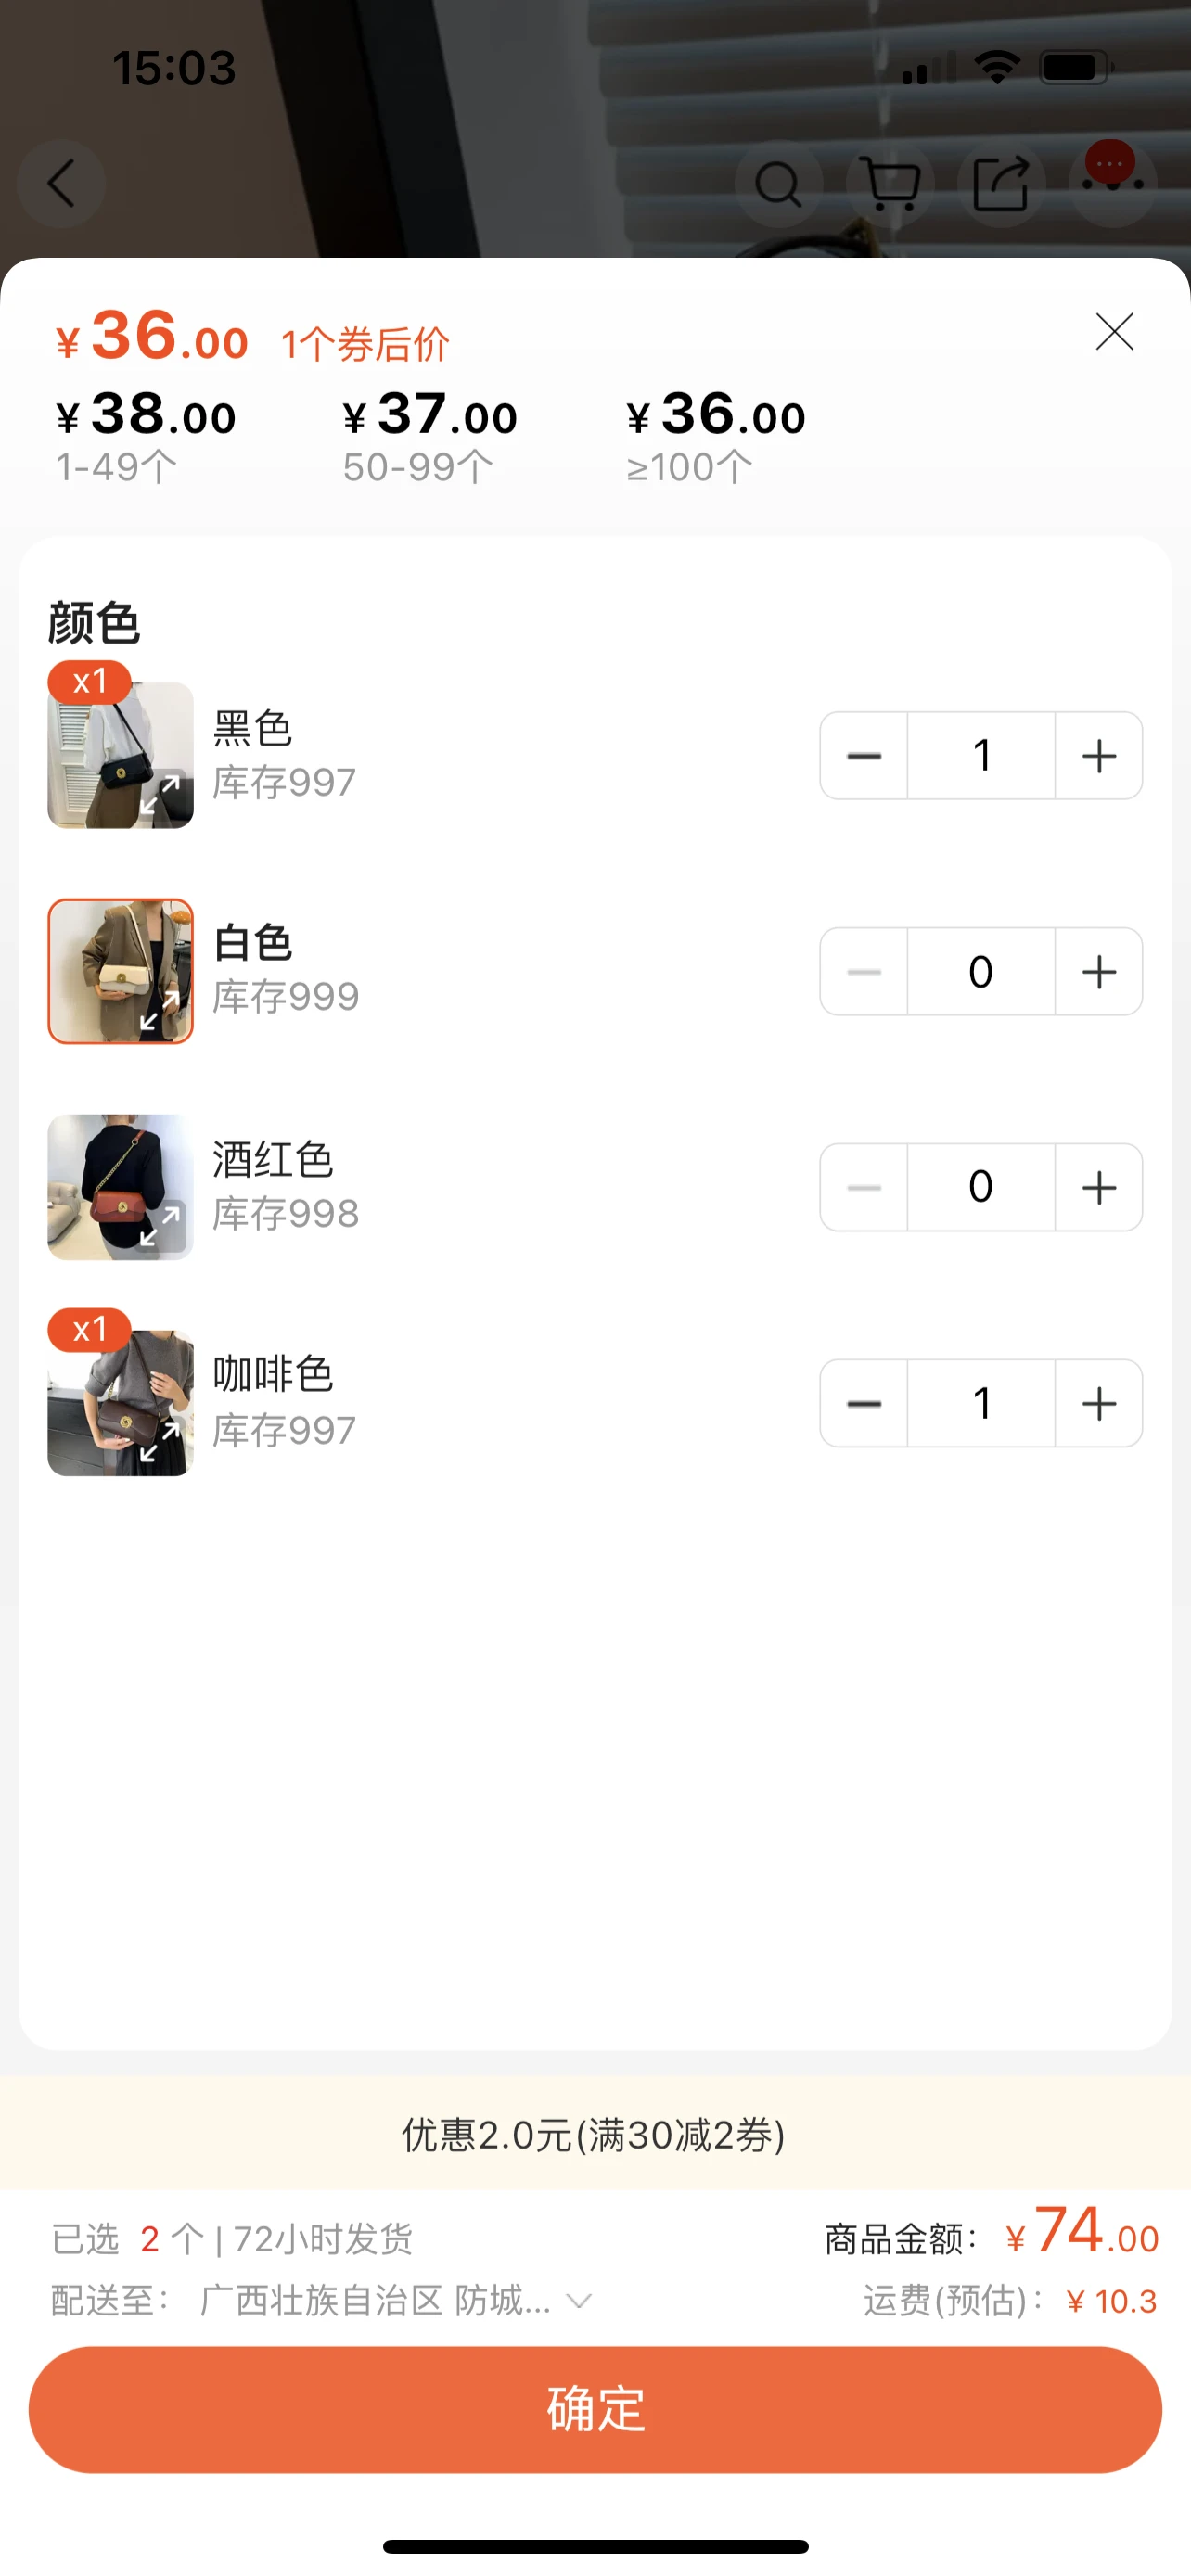 15:03
¥36.00 1个券后价
¥38.00 ¥37.00 ¥36.00
1-49个 50-99个 ≥100个
颜色
x1
黑色
库存997
1
白色
库存999
0
酒红色
库存998
0
x1
咖啡色
库存997
1
优惠2.0元(满30减2券)
已选 2 个 | 72小时发货 商品金额: ¥74.00
配送至: 广西壮族自治区 防城... 运费(预估): ¥10.3
确定